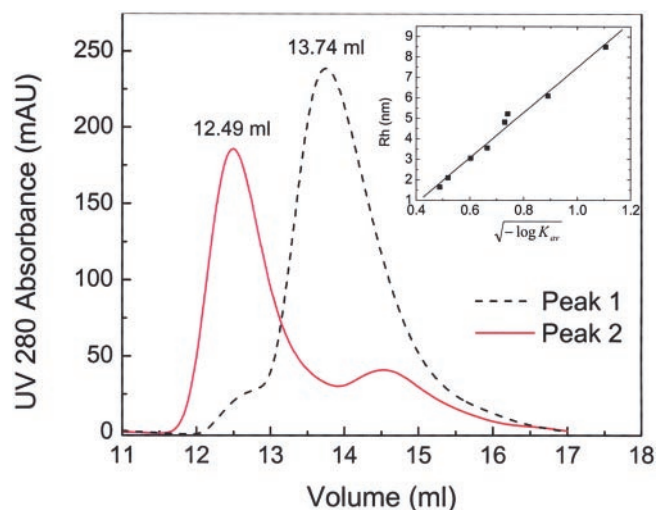 13.74 ml
12.49 ml
UV 280 Absorbance (mAU)
250
200
150
100
50
0
11 12 13 14 15 16 17 18
Volume (ml)
Rh (nm)
9
8
7
6
5
4
3
2
1
0.4 0.6 0.8 1.0 1.2
√-log Kav
Peak 1
Peak 2